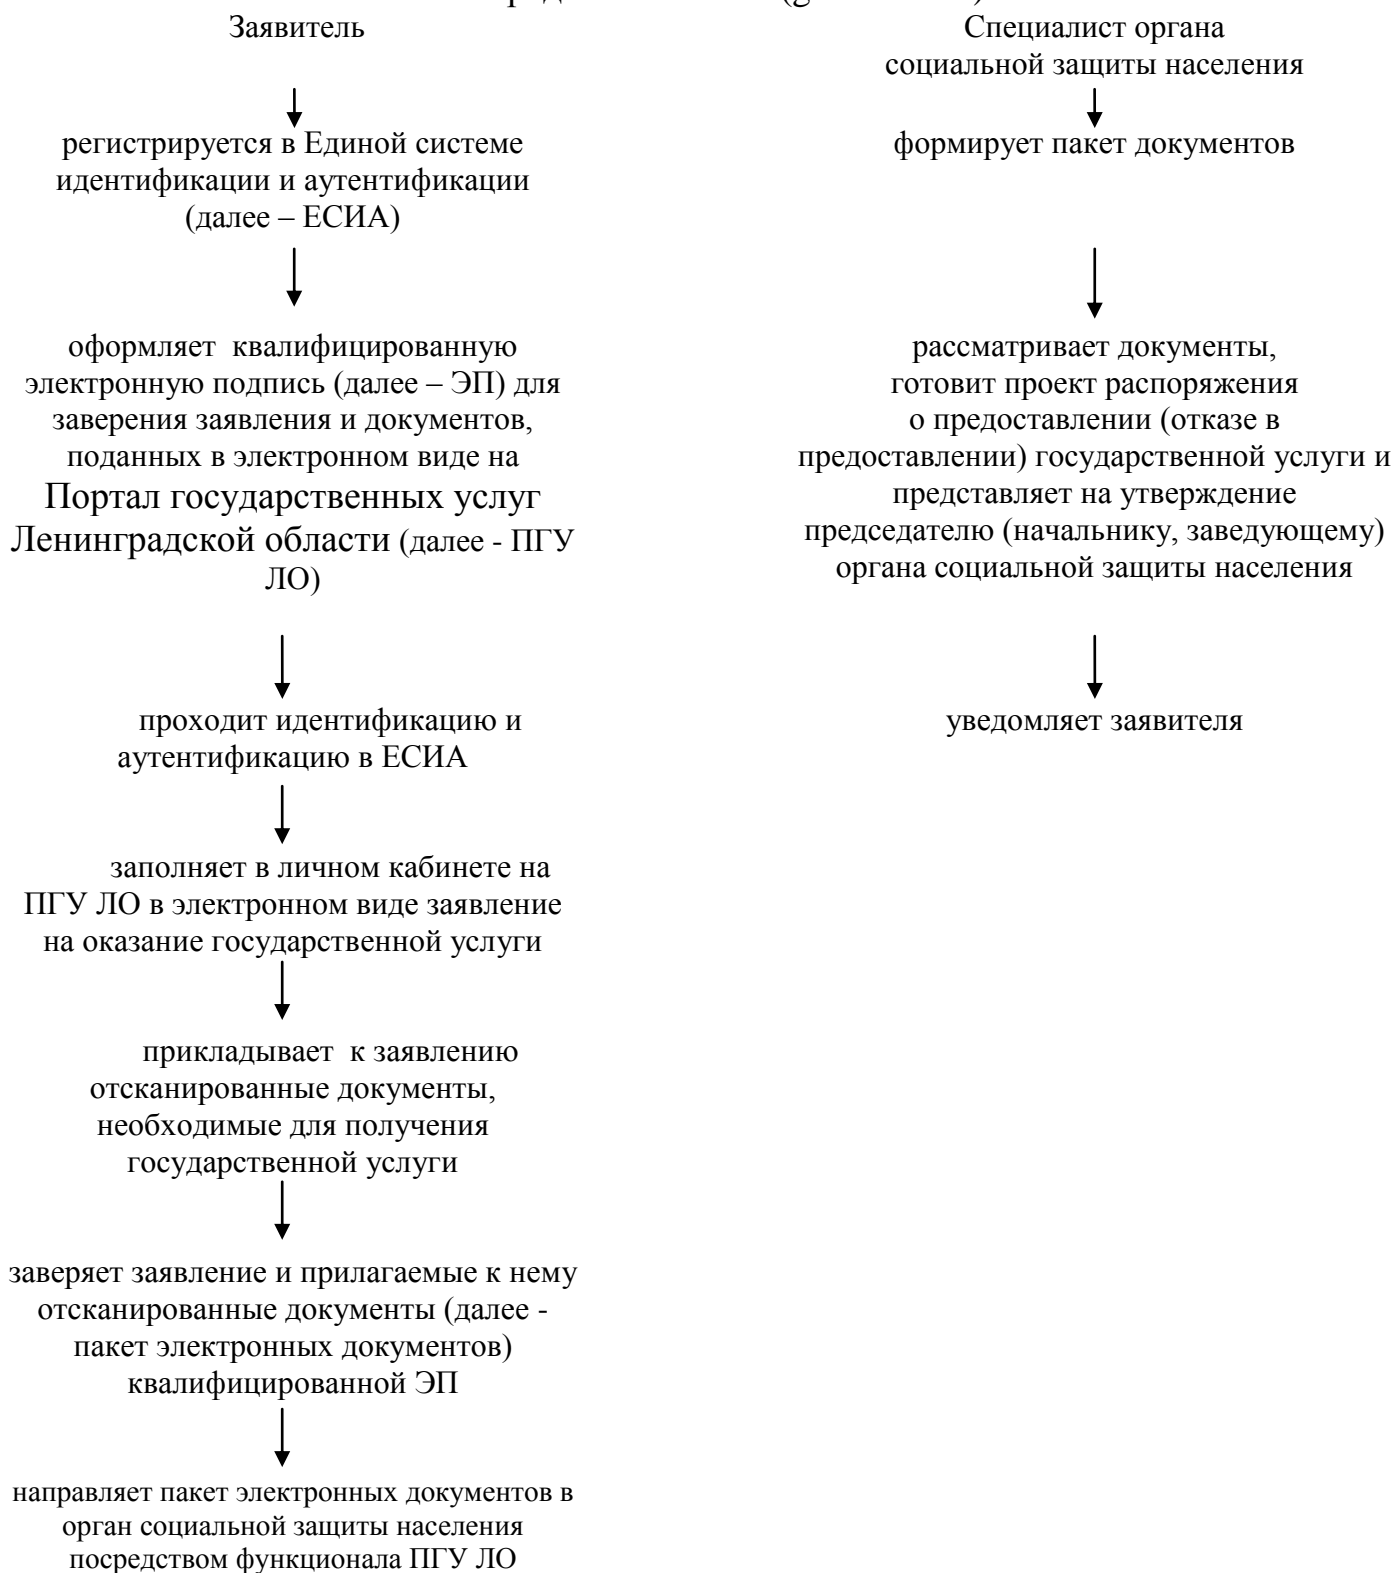 Заявитель
регистрируется в Единой системе
идентификации и аутентификации
(далее – ЕСИА)
оформляет квалифицированную
электронную подпись (далее – ЭП) для
заверения заявления и документов,
поданных в электронном виде на
Портал государственных услуг
Ленинградской области (далее - ПГУ
ЛО)
проходит идентификацию и
аутентификацию в ЕСИА
заполняет в личном кабинете на
ПГУ ЛО в электронном виде заявление
на оказание государственной услуги
прикладывает к заявлению
отсканированные документы,
необходимые для получения
государственной услуги
заверяет заявление и прилагаемые к нему
отсканированные документы (далее -
пакет электронных документов)
квалифицированной ЭП
направляет пакет электронных документов в
орган социальной защиты населения
посредством функционала ПГУ ЛО
Специалист органа
социальной защиты населения
формирует пакет документов
рассматривает документы,
готовит проект распоряжения
о предоставлении (отказе в
предоставлении) государственной услуги и
представляет на утверждение
председателю (начальнику, заведующему)
органа социальной защиты населения
уведомляет заявителя